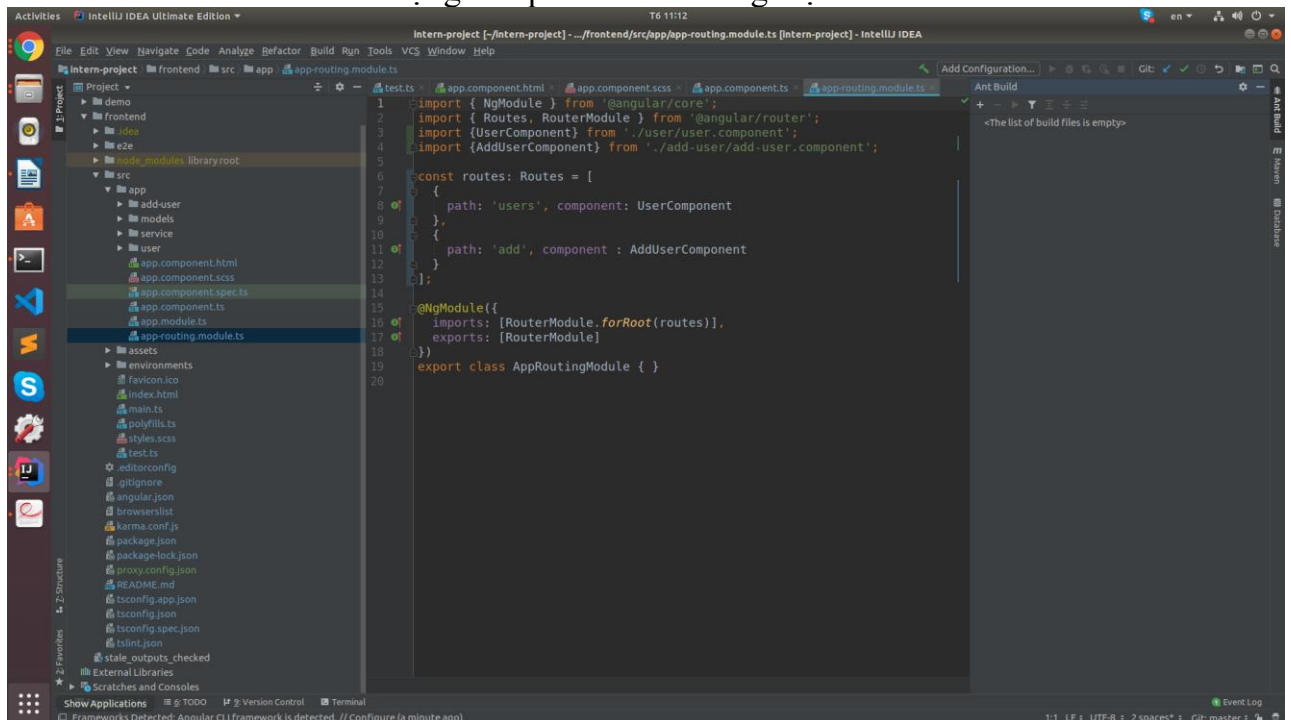 Activities IntelliJ IDEA Ultimate Edition T6 11:12 en
intern-project [~/intern-project] - .../frontend/src/app/app-routing.module.ts [intern-project] - IntelliJ IDEA
File Edit View Navigate Code Analyze Refactor Build Run Tools VCS Window Help
intern-project frontend src app app-routing.module.ts Add Configuration... Git:
Project test.ts app.component.html app.component.scss app.component.ts app-routing.module.ts Ant Build
demo
frontend
.idea
e2e
node_modules library root
src
app
add-user
models
service
user
app.component.html
app.component.scss
app.component.spec.ts
app.component.ts
app.module.ts
app-routing.module.ts
assets
environments
favicon.ico
index.html
main.ts
polyfills.ts
styles.scss
test.ts
.editorconfig
.gitignore
angular.json
browserslist
karma.conf.js
package.json
package-lock.json
proxy.config.json
README.md
tsconfig.app.json
tsconfig.json
tsconfig.spec.json
tslint.json
stale_outputs_checked
External Libraries
Scratches and Consoles
1 import { NgModule } from '@angular/core';
2 import { Routes, RouterModule } from '@angular/router';
3 import {UserComponent} from './user/user.component';
4 import {AddUserComponent} from './add-user/add-user.component';
5
6 const routes: Routes = [
7 {
8 path: 'users', component: UserComponent
9 },
10 {
11 path: 'add', component : AddUserComponent
12 }
13 ];
14
15 @NgModule({
16 imports: [RouterModule.forRoot(routes)],
17 exports: [RouterModule]
18 })
19 export class AppRoutingModule { }
20
<The list of build files is empty>
1: Project
7: Structure
2: Favorites
Ant Build
Maven
Database
Show Applications 6: TODO 9: Version Control Terminal Event Log
Frameworks Detected: Angular CLI framework is detected. // Configure (a minute ago) 1:1 LF UTF-8 2 spaces* Git: master